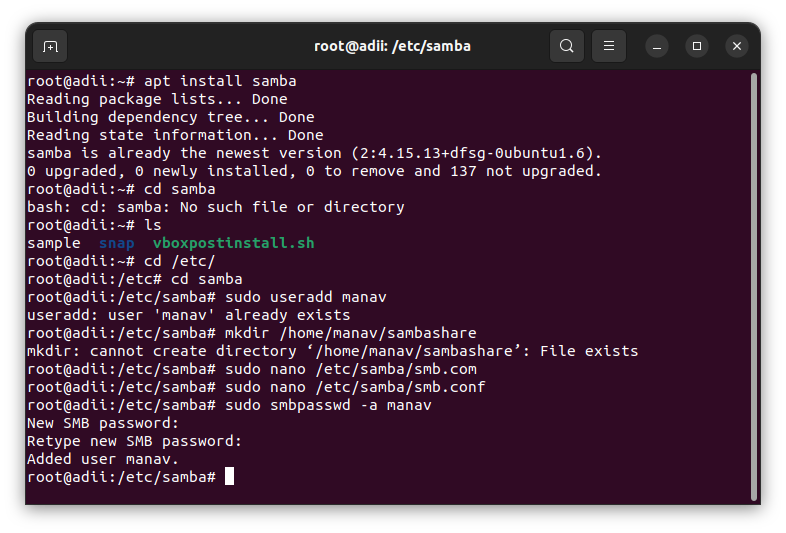 root@adii: /etc/samba
root@adii:~# apt install samba
Reading package lists... Done
Building dependency tree... Done
Reading state information... Done
samba is already the newest version (2:4.15.13+dfsg-0ubuntu1.6).
0 upgraded, 0 newly installed, 0 to remove and 137 not upgraded.
root@adii:~# cd samba
bash: cd: samba: No such file or directory
root@adii:~# ls
sample  snap  vboxpostinstall.sh
root@adii:~# cd /etc/
root@adii:/etc# cd samba
root@adii:/etc/samba# sudo useradd manav
useradd: user 'manav' already exists
root@adii:/etc/samba# mkdir /home/manav/sambashare
mkdir: cannot create directory ‘/home/manav/sambashare’: File exists
root@adii:/etc/samba# sudo nano /etc/samba/smb.com
root@adii:/etc/samba# sudo nano /etc/samba/smb.conf
root@adii:/etc/samba# sudo smbpasswd -a manav
New SMB password:
Retype new SMB password:
Added user manav.
root@adii:/etc/samba#